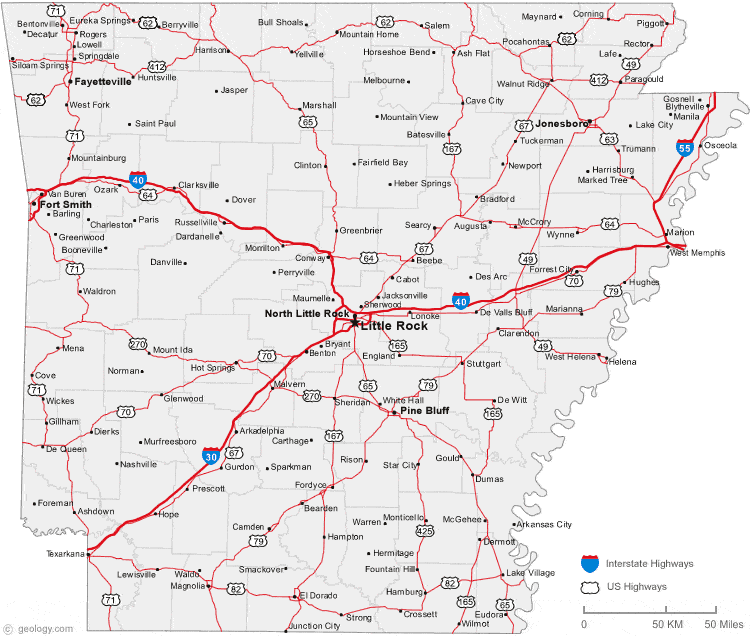 71
Bentonville
Eureka Springs
Berryville
Decatur
Rogers
62
Lowell
Springdale
Siloam Springs
412
Harrison
Huntsville
Fayetteville
62
West Fork
71
Saint Paul
Jasper
Bull Shoals
62
Mountain Home
Salem
Yellville
Horseshoe Bend
Ash Flat
Melbourne
Marshall
65
Mountain View
Cave City
Batesville
167
Maynard
Corning
62
Piggott
Pocahontas
Rector
Lafe
49
Walnut Ridge
412
Paragould
Gosnell
Blytheville
Manila
Jonesboro
63
Lake City
67
Tuckerman
Trumann
55
Osceola
Mountainburg
Clinton
Fairfield Bay
Newport
Harrisburg
Marked Tree
Ozark
40
64
Clarksville
Heber Springs
Van Buren
Fort Smith
Dover
Bradford
Barling
Charleston
Paris
Russellville
Dardanelle
Greenwood
Booneville
Greenbrier
Searcy
67
Augusta
McCrory
64
Wynne
Marion
West Memphis
Morrilton
Conway
64
Beebe
49
71
Danville
Perryville
Cabot
Des Arc
Forrest City
70
Hughes
79
Waldron
Maumelle
Jacksonville
Sherwood
40
North Little Rock
Lonoke
De Valls Bluff
Marianna
Little Rock
Clarendon
Mena
270
Mount Ida
Bryant
Benton
165
England
49
West Helena
Helena
Hot Springs
70
Stuttgart
Cove
Norman
71
Wickes
Malvern
65
79
Glenwood
270
Sheridan
White Hall
De Witt
165
70
Pine Bluff
Gillham
Dierks
Arkadelphia
167
De Queen
Murfreesboro
Carthage
30
67
Nashville
Gurdon
Sparkman
Rison
Star City
Gould
Dumas
Fordyce
Prescott
Foreman
Ashdown
Hope
Bearden
Camden
Warren
Monticello
McGehee
Arkansas City
425
79
Hampton
Dermott
Texarkana
Hermitage
Lewisville
Waldo
Smackover
Fountain Hill
Lake Village
Magnolia
82
82
El Dorado
Hamburg
71
Strong
Crossett
165
65
Eudora
Junction City
Wilmot
Interstate Highways
US Highways
0 50 KM 50 Miles
© geology.com